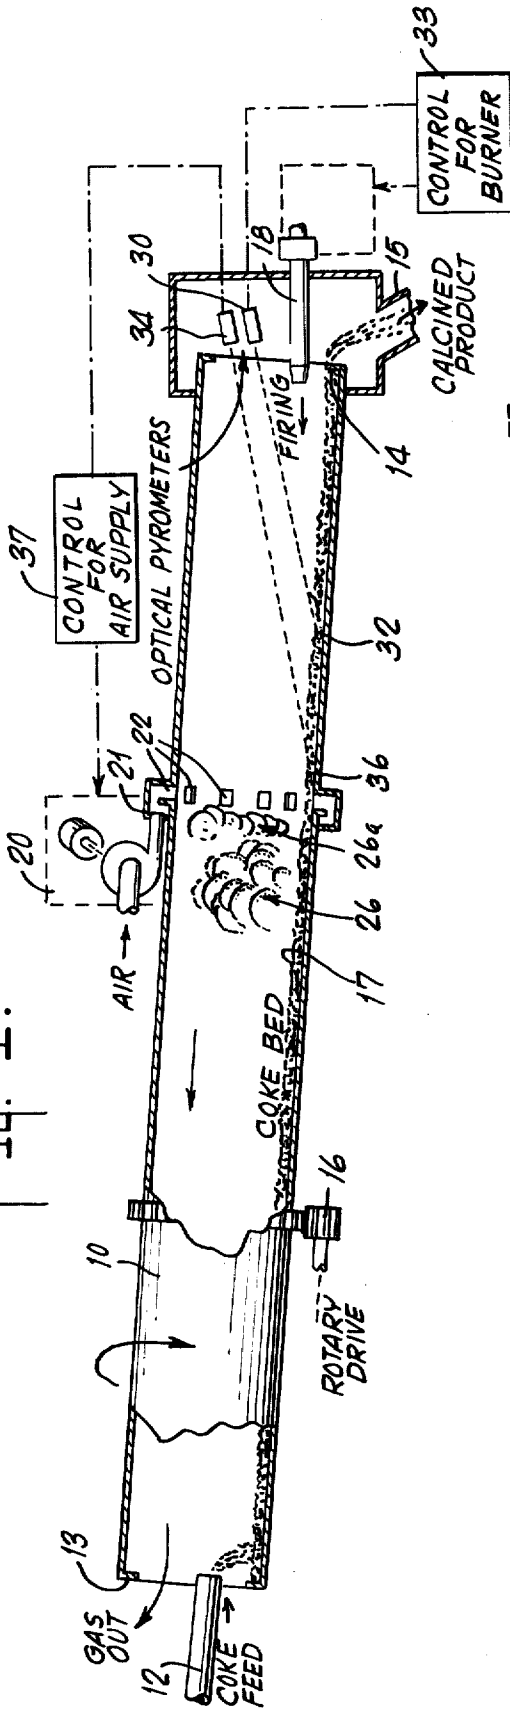 33
CONTROL
FOR
BURNER
37
CONTROL
FOR
AIR SUPPLY
34
30
18
15
CALCINED
PRODUCT
FIRING
14
OPTICAL PYROMETERS
32
36
20
21
22
26a
26
AIR
17
COKE BED
16
ROTARY
DRIVE
10
13
GAS
OUT
12
COKE
FEED